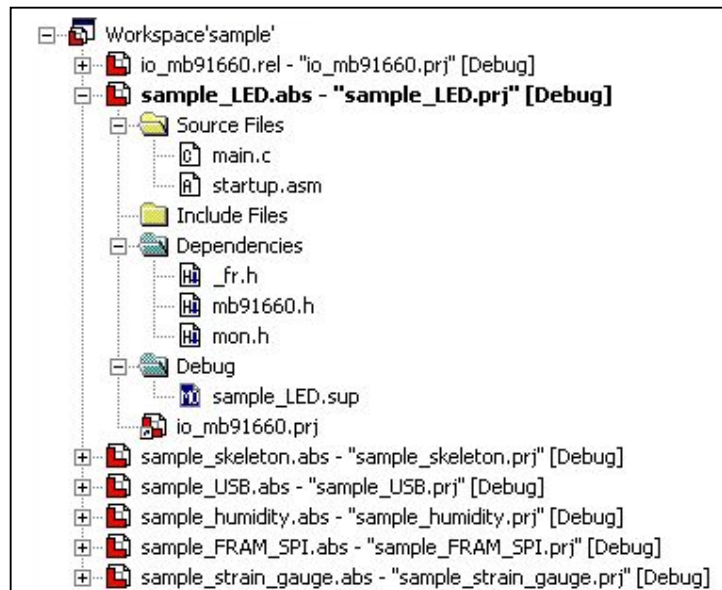 Workspace'sample'
io_mb91660.rel - "io_mb91660.prj" [Debug]
sample_LED.abs - "sample_LED.prj" [Debug]
Source Files
main.c
startup.asm
Include Files
Dependencies
_fr.h
mb91660.h
mon.h
Debug
sample_LED.sup
io_mb91660.prj
sample_skeleton.abs - "sample_skeleton.prj" [Debug]
sample_USB.abs - "sample_USB.prj" [Debug]
sample_humidity.abs - "sample_humidity.prj" [Debug]
sample_FRAM_SPI.abs - "sample_FRAM_SPI.prj" [Debug]
sample_strain_gauge.abs - "sample_strain_gauge.prj" [Debug]